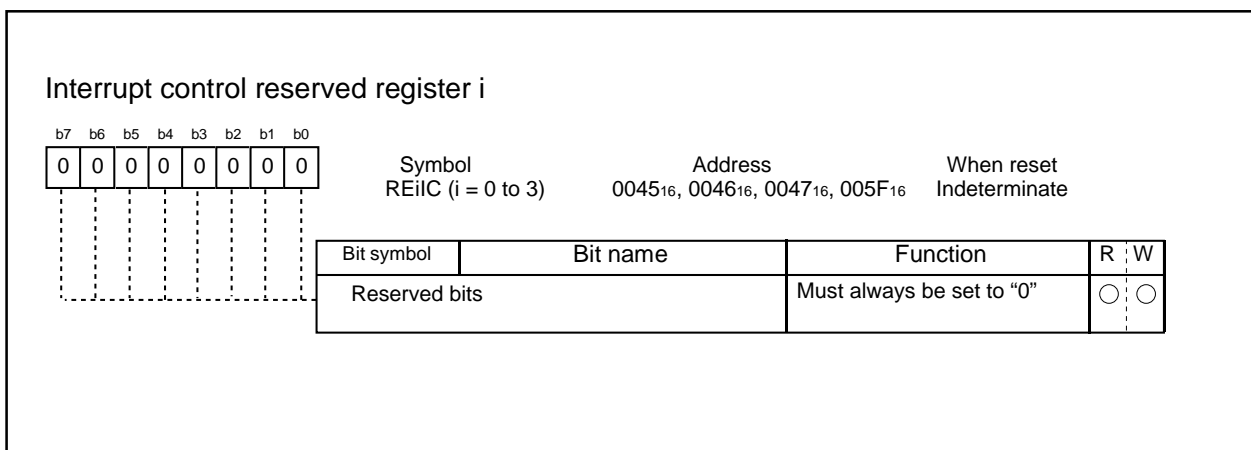 Interrupt control reserved register i
b7 b6 b5 b4 b3 b2 b1 b0
0 0 0 0 0 0 0 0
Symbol Address When reset
REiIC (i = 0 to 3) 004516, 004616, 004716, 005F16 Indeterminate
Bit symbol Bit name Function R W
Reserved bits Must always be set to “0” ○ ○